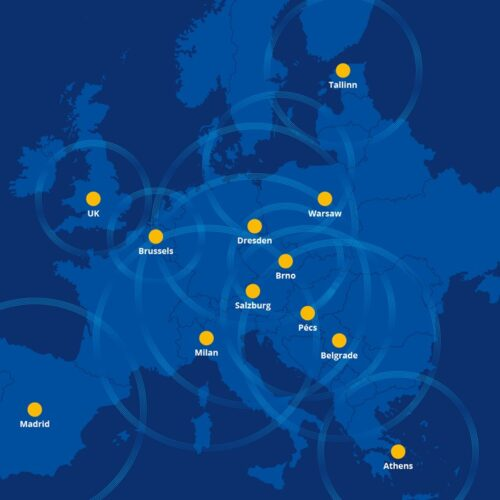 Tallinn
UK
Warsaw
Dresden
Brussels
Brno
Salzburg
Pécs
Milan
Belgrade
Madrid
Athens